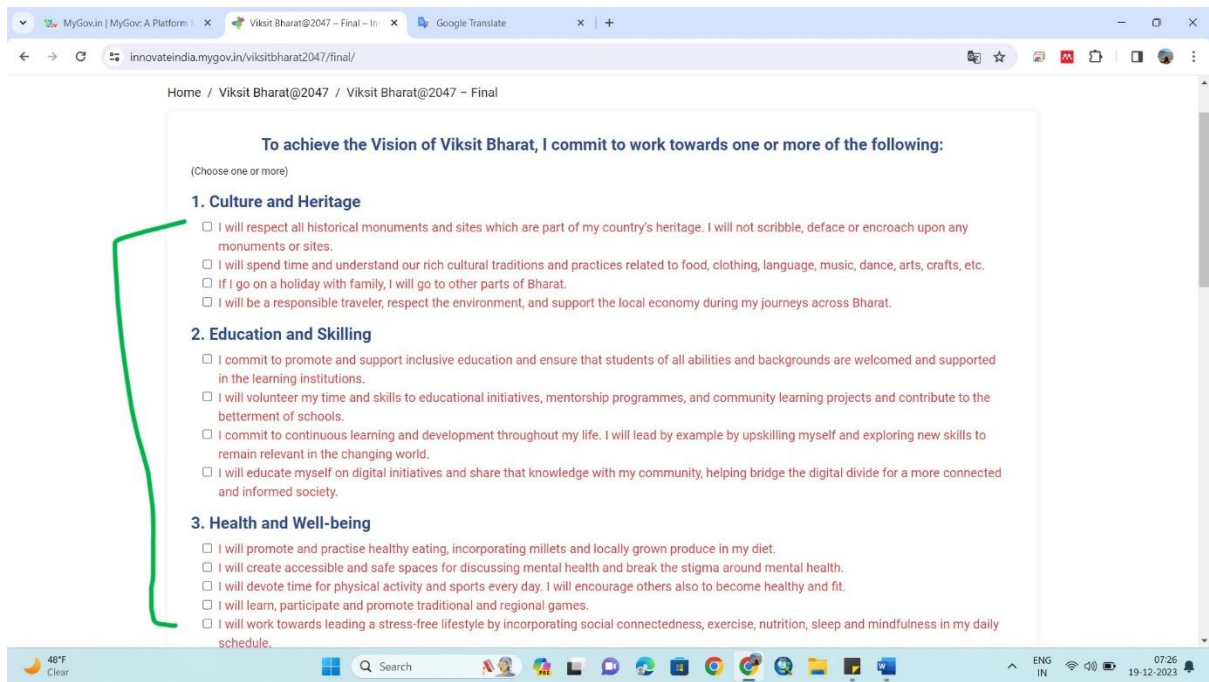 MyGov.in | MyGov: A Platform
Viksit Bharat@2047 – Final – In
Google Translate
innovateindia.mygov.in/viksitbharat2047/final/
Home / Viksit Bharat@2047 / Viksit Bharat@2047 – Final
To achieve the Vision of Viksit Bharat, I commit to work towards one or more of the following:
(Choose one or more)
1. Culture and Heritage
I will respect all historical monuments and sites which are part of my country's heritage. I will not scribble, deface or encroach upon any
monuments or sites.
I will spend time and understand our rich cultural traditions and practices related to food, clothing, language, music, dance, arts, crafts, etc.
If I go on a holiday with family, I will go to other parts of Bharat.
I will be a responsible traveler, respect the environment, and support the local economy during my journeys across Bharat.
2. Education and Skilling
I commit to promote and support inclusive education and ensure that students of all abilities and backgrounds are welcomed and supported
in the learning institutions.
I will volunteer my time and skills to educational initiatives, mentorship programmes, and community learning projects and contribute to the
betterment of schools.
I commit to continuous learning and development throughout my life. I will lead by example by upskilling myself and exploring new skills to
remain relevant in the changing world.
I will educate myself on digital initiatives and share that knowledge with my community, helping bridge the digital divide for a more connected
and informed society.
3. Health and Well-being
I will promote and practise healthy eating, incorporating millets and locally grown produce in my diet.
I will create accessible and safe spaces for discussing mental health and break the stigma around mental health.
I will devote time for physical activity and sports every day. I will encourage others also to become healthy and fit.
I will learn, participate and promote traditional and regional games.
I will work towards leading a stress-free lifestyle by incorporating social connectedness, exercise, nutrition, sleep and mindfulness in my daily
schedule.
48°F
Clear
Search
ENG
IN
07:26
19-12-2023